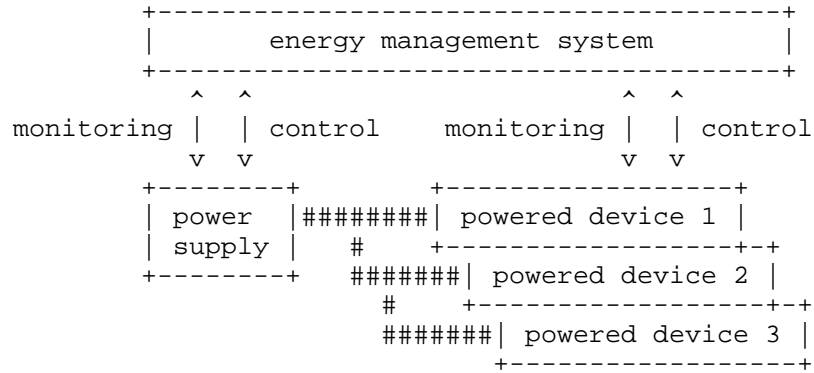 energy management system
monitoring | | control monitoring | | control
power |########| powered device 1
supply | # 
#######| powered device 2
#
#######| powered device 3